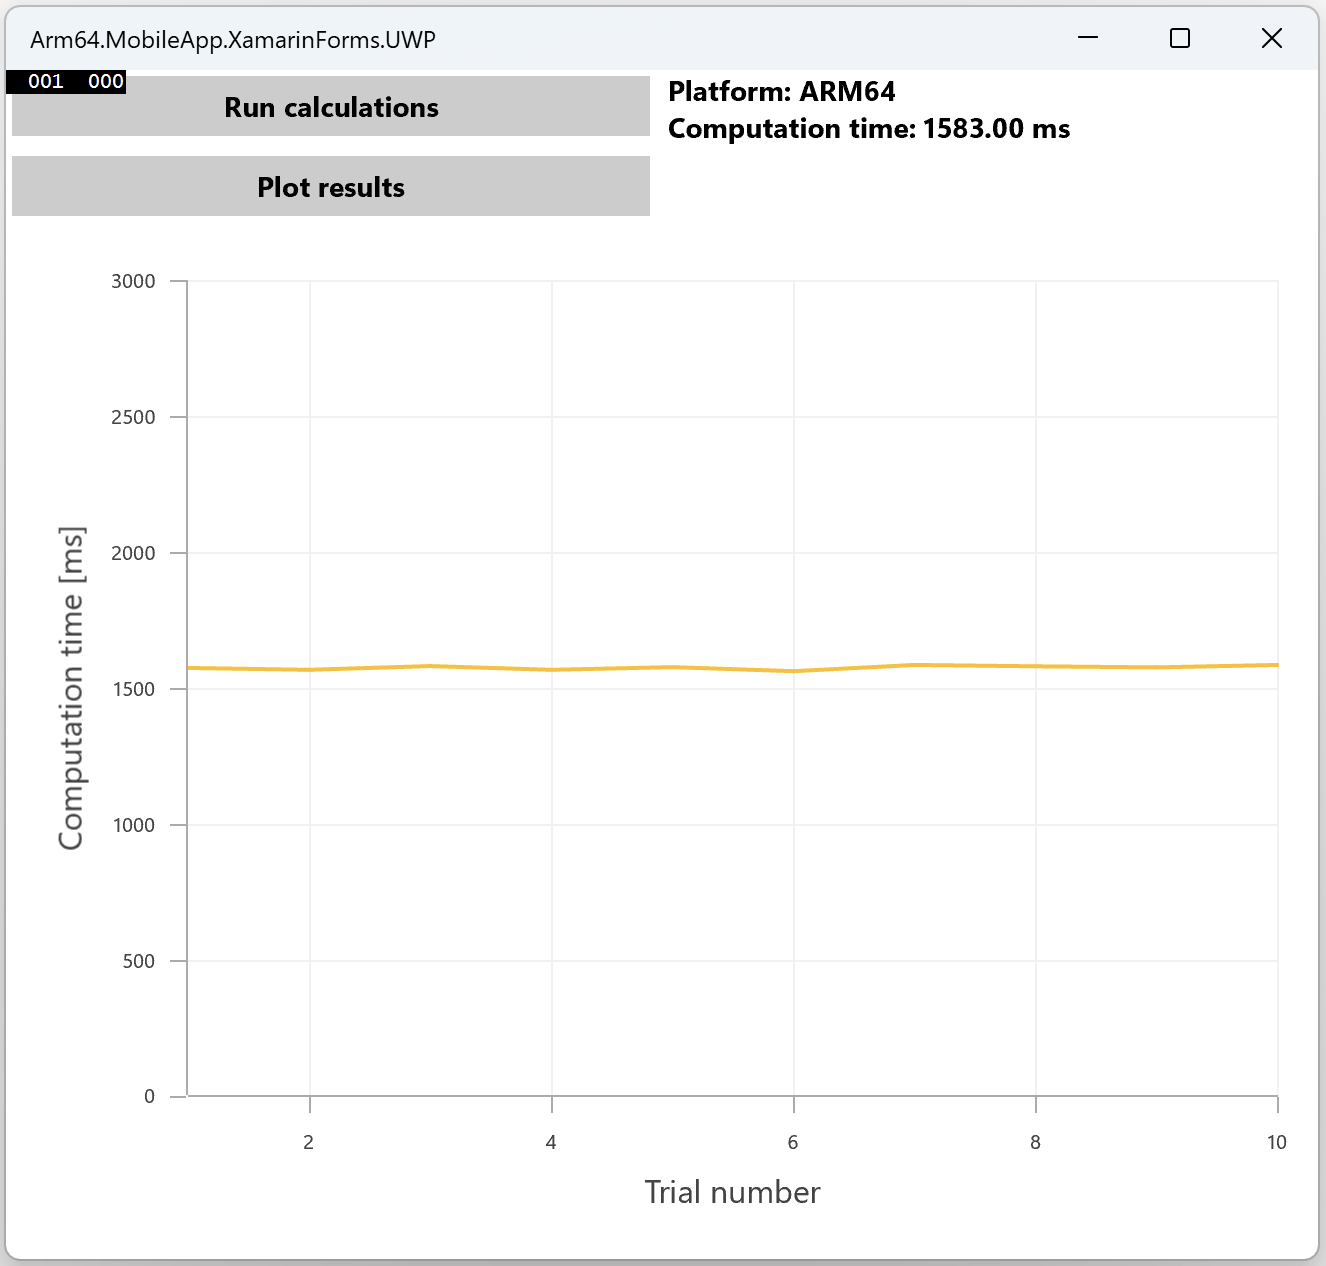 Arm64.MobileApp.XamarinForms.UWP
001 000
Run calculations
Platform: ARM64
Computation time: 1583.00 ms
Plot results
3000
2500
2000
1500
1000
500
0
Computation time [ms]
2 4 6 8 10
Trial number